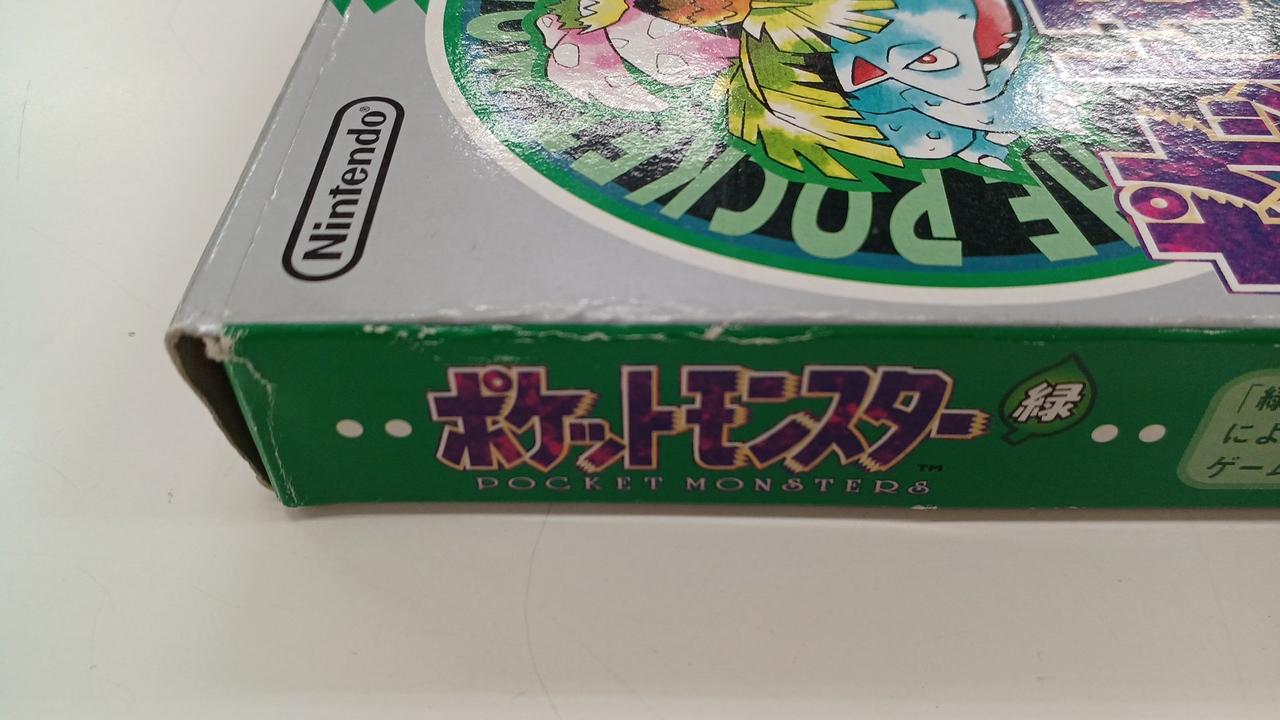 Nintendo®
POCKE
ポケットモンスター 緑
TM
POCKET MONSTERS
「緑
によ
ゲーム